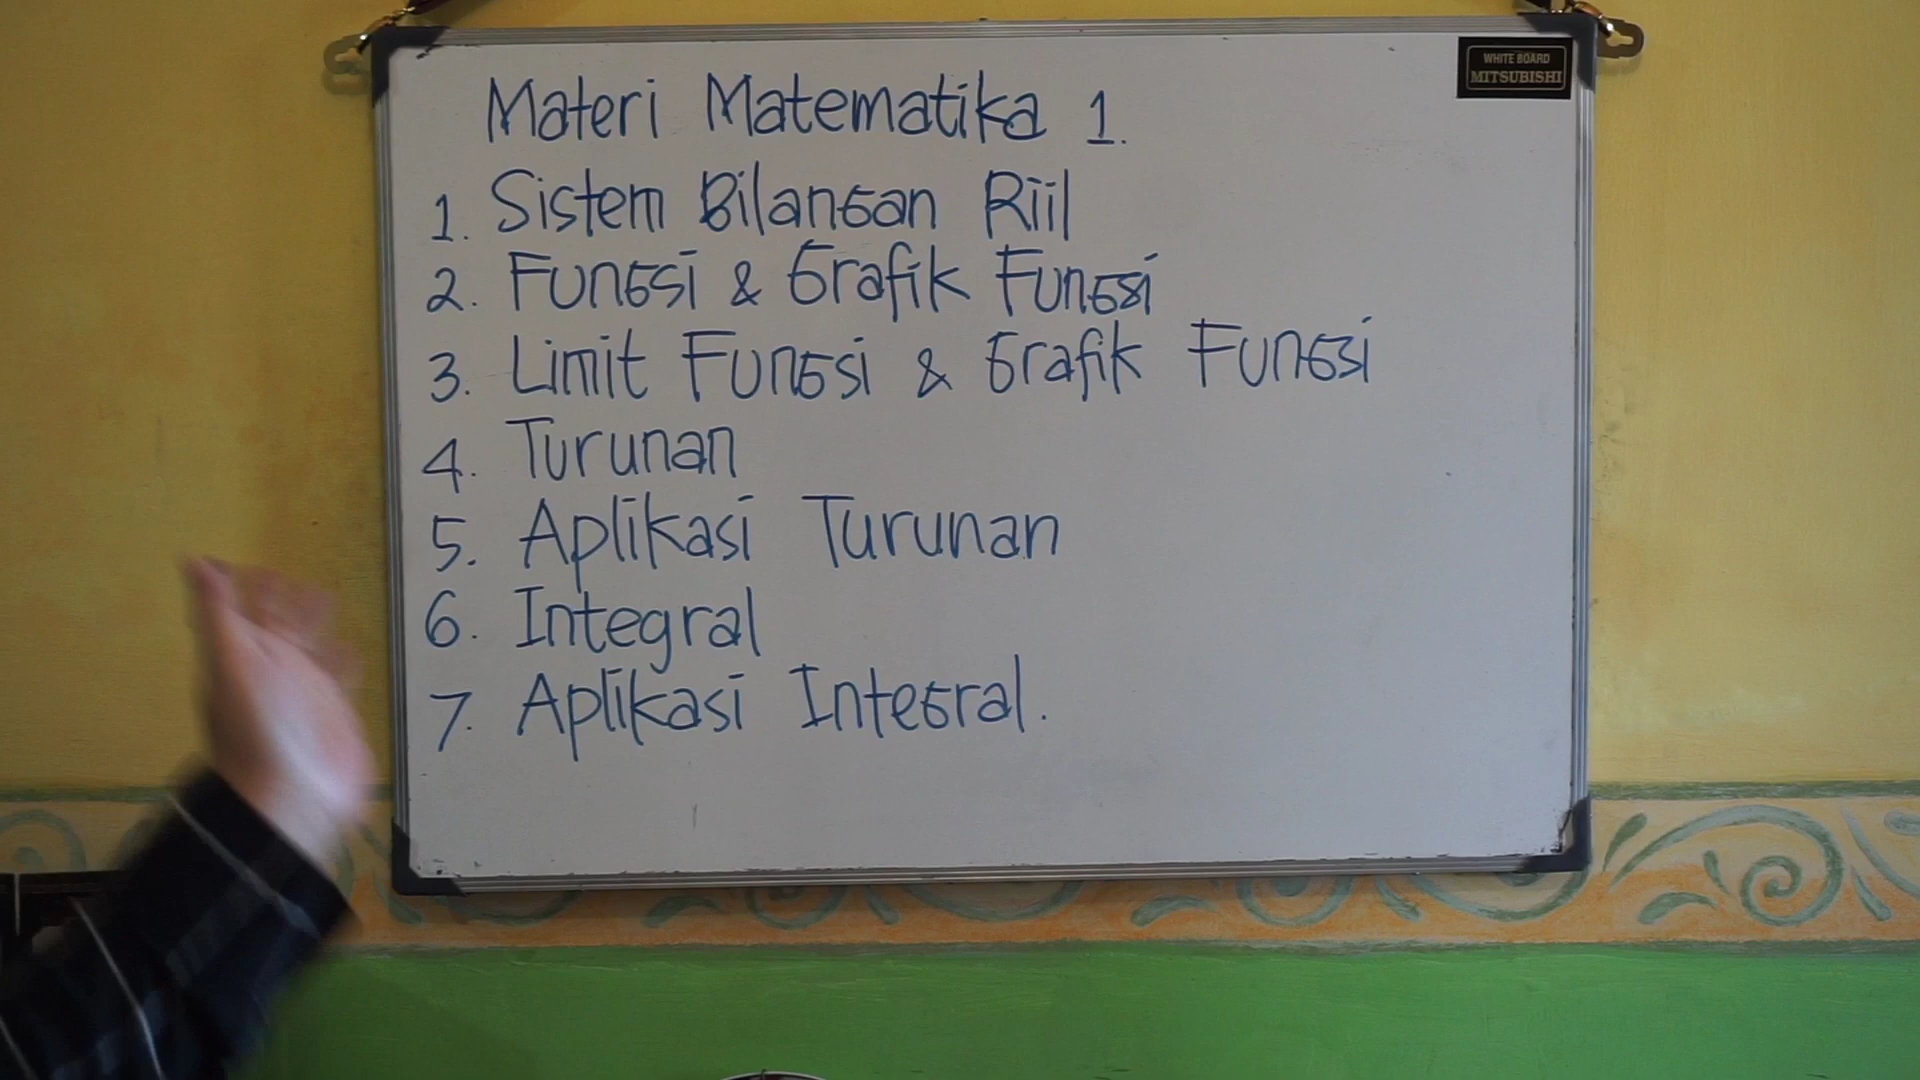 WHITE BOARD
MITSUBISHI
Materi Matematika 1.
1. Sistem Bilangan Riil
2. Fungsi & Grafik Fungsi
3. Limit Fungsi & Grafik Fungsi
4. Turunan
5. Aplikasi Turunan
6. Integral
7. Aplikasi Integral.